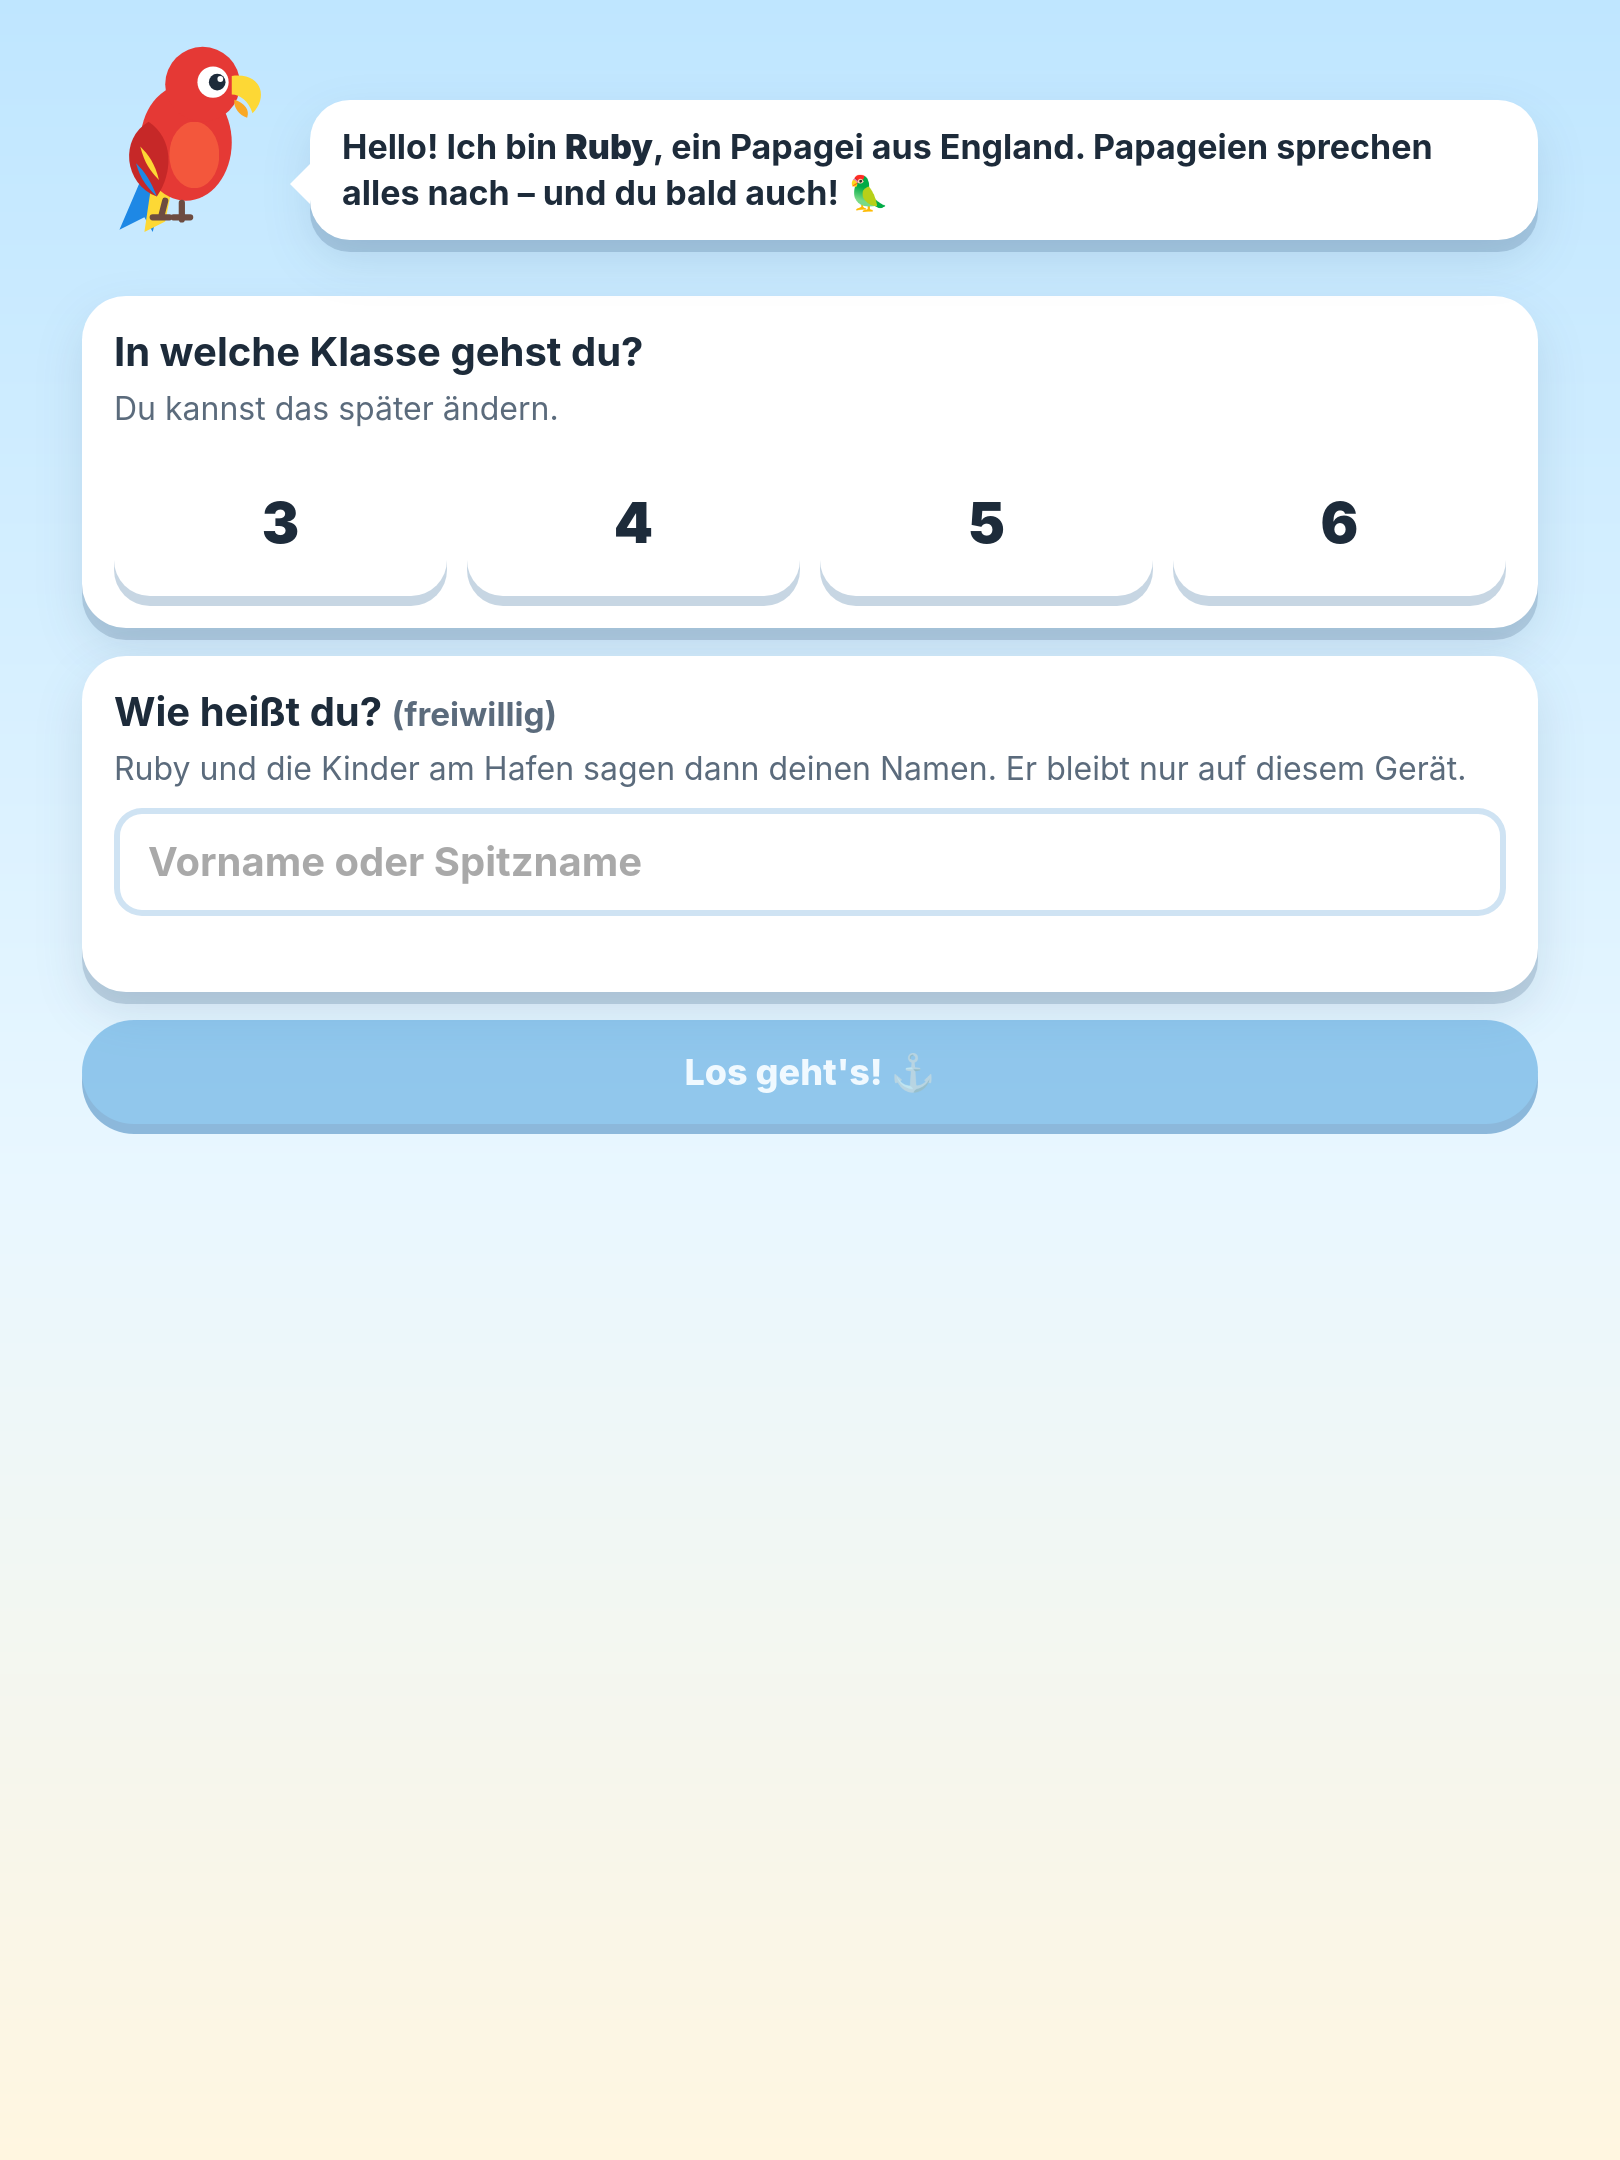 Hello! Ich bin Ruby, ein Papagei aus England. Papageien sprechen
alles nach – und du bald auch! 🦜
In welche Klasse gehst du?
Du kannst das später ändern.
3 4 5 6
Wie heißt du? (freiwillig)
Ruby und die Kinder am Hafen sagen dann deinen Namen. Er bleibt nur auf diesem Gerät.
Vorname oder Spitzname
Los geht's! ⚓